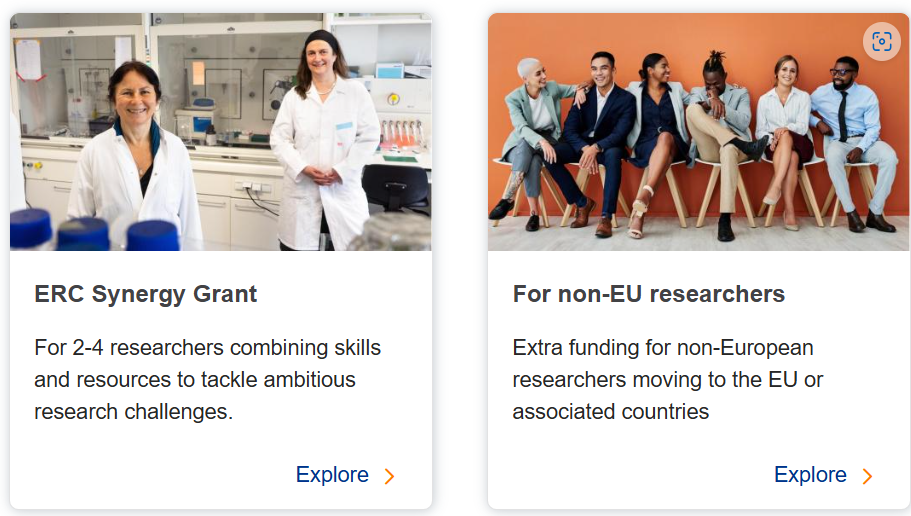 ERC Synergy Grant
For 2-4 researchers combining skills
and resources to tackle ambitious
research challenges.
Explore
For non-EU researchers
Extra funding for non-European
researchers moving to the EU or
associated countries
Explore